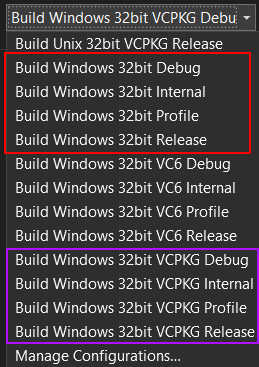 Build Windows 32bit VCPKG Debu
Build Unix 32bit VCPKG Release
Build Windows 32bit Debug
Build Windows 32bit Internal
Build Windows 32bit Profile
Build Windows 32bit Release
Build Windows 32bit VC6 Debug
Build Windows 32bit VC6 Internal
Build Windows 32bit VC6 Profile
Build Windows 32bit VC6 Release
Build Windows 32bit VCPKG Debug
Build Windows 32bit VCPKG Internal
Build Windows 32bit VCPKG Profile
Build Windows 32bit VCPKG Release
Manage Configurations...